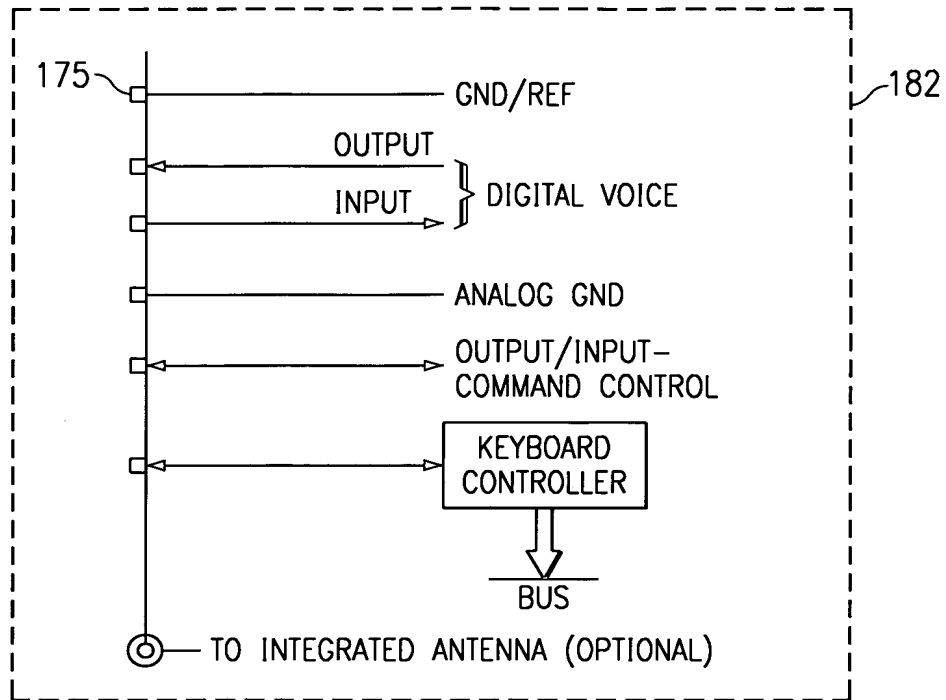 175
GND/REF
182
OUTPUT
INPUT
DIGITAL VOICE
ANALOG GND
OUTPUT/INPUT-
COMMAND CONTROL
KEYBOARD
CONTROLLER
BUS
TO INTEGRATED ANTENNA (OPTIONAL)